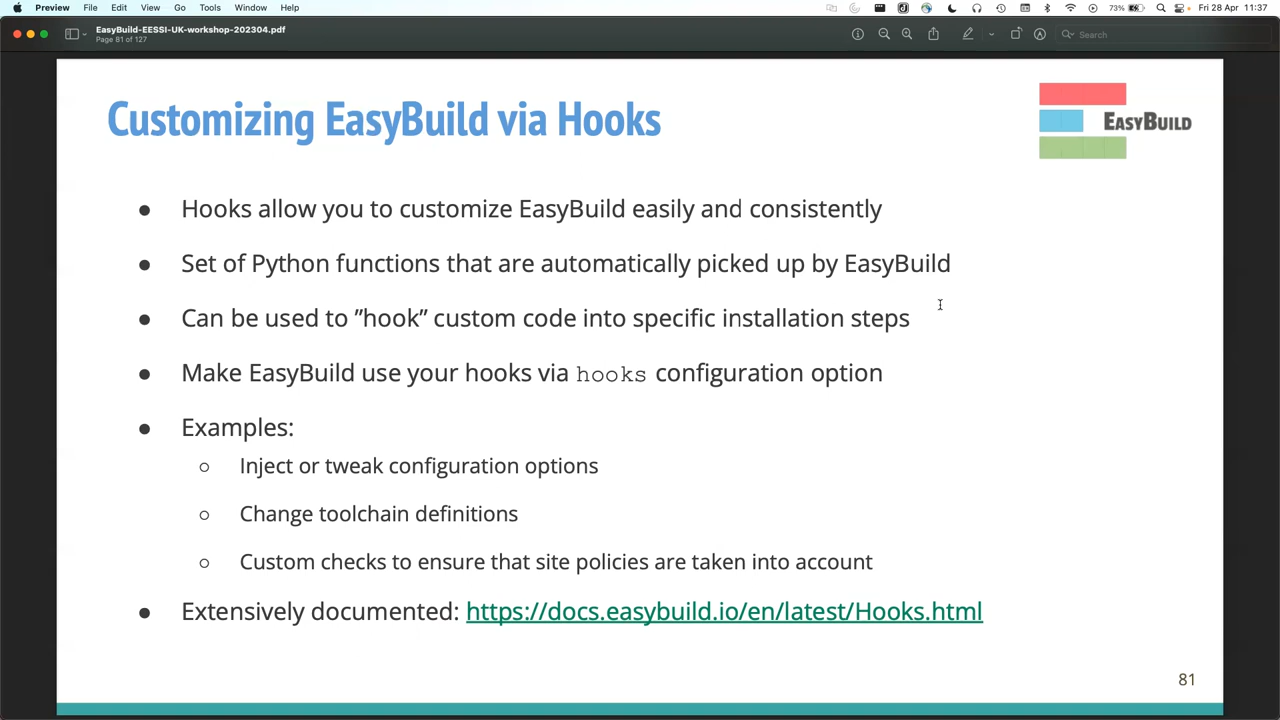 Preview File Edit View Go Tools Window Help 73% Fri 28 Apr 11:37
EasyBuild-EESSI-UK-workshop-202304.pdf
Page 81 of 127
Search
Customizing EasyBuild via Hooks
EASYBUILD
● Hooks allow you to customize EasyBuild easily and consistently
● Set of Python functions that are automatically picked up by EasyBuild
● Can be used to ”hook” custom code into specific installation steps
● Make EasyBuild use your hooks via hooks configuration option
● Examples:
○ Inject or tweak configuration options
○ Change toolchain definitions
○ Custom checks to ensure that site policies are taken into account
● Extensively documented: https://docs.easybuild.io/en/latest/Hooks.html
81